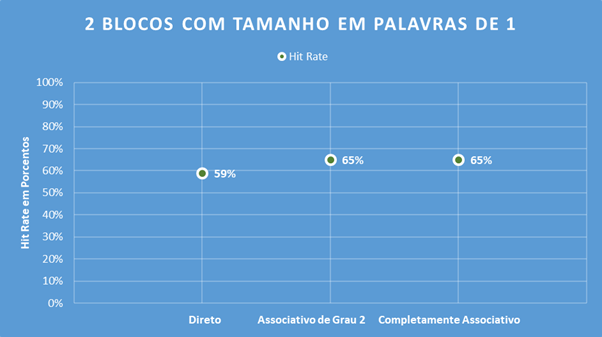 2 BLOCOS COM TAMANHO EM PALAVRAS DE 1
Hit Rate
Hit Rate em Porcentos
100%
90%
80%
70%
60%
50%
40%
30%
20%
10%
0%
59%
65%
65%
Direto
Associativo de Grau 2
Completamente Associativo